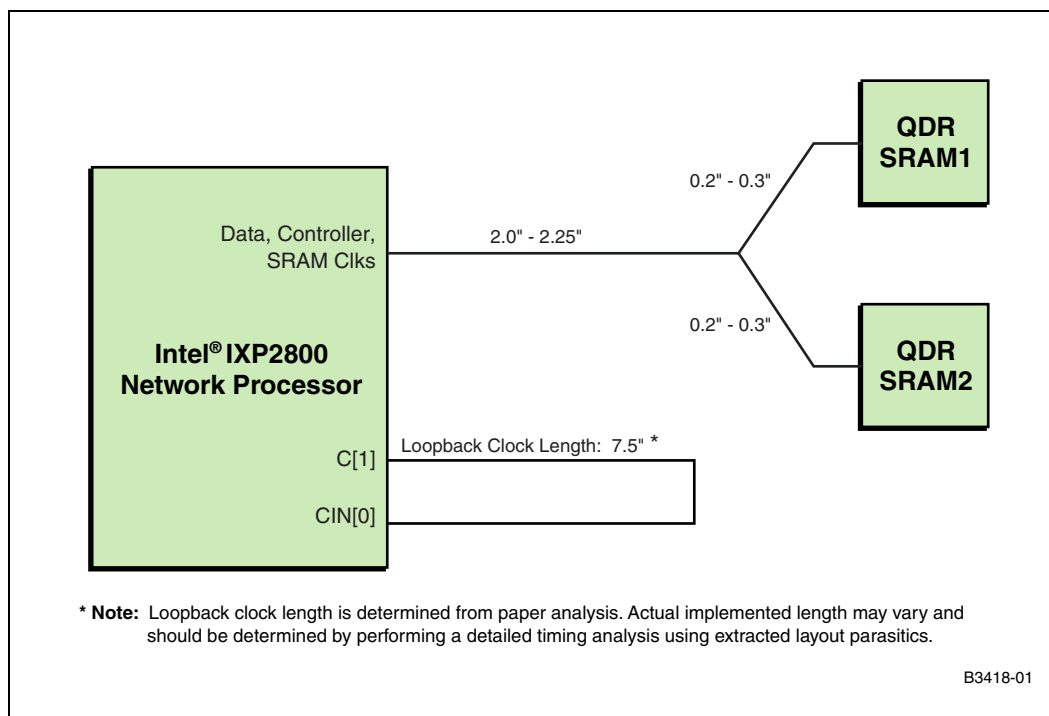 QDR
SRAM1
0.2" - 0.3"
Data, Controller,
SRAM Clks
2.0" - 2.25"
0.2" - 0.3"
QDR
SRAM2
Intel® IXP2800
Network Processor
C[1]
Loopback Clock Length: 7.5" *
CIN[0]
* Note: Loopback clock length is determined from paper analysis. Actual implemented length may vary and
should be determined by performing a detailed timing analysis using extracted layout parasitics.
B3418-01